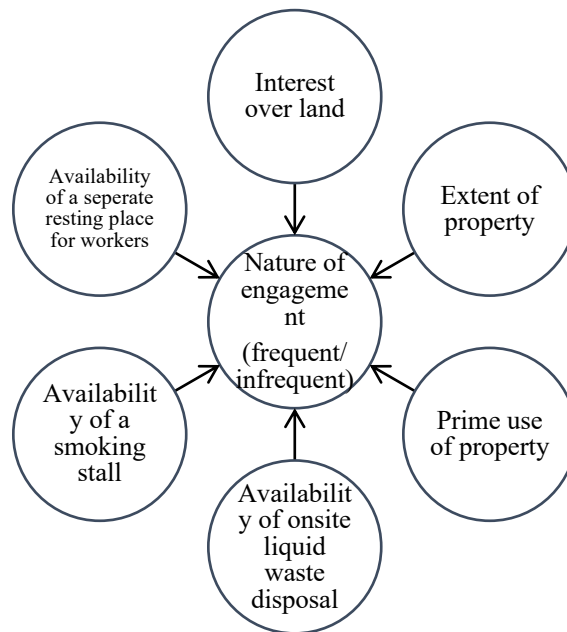 Interest
over land
Availability
of a seperate
resting place
for workers
Extent of
property
Nature of
engageme
nt
(frequent/
infrequent)
Availabilit
y of a
smoking
stall
Prime use
of property
Availabilit
y of onsite
liquid
waste
disposal